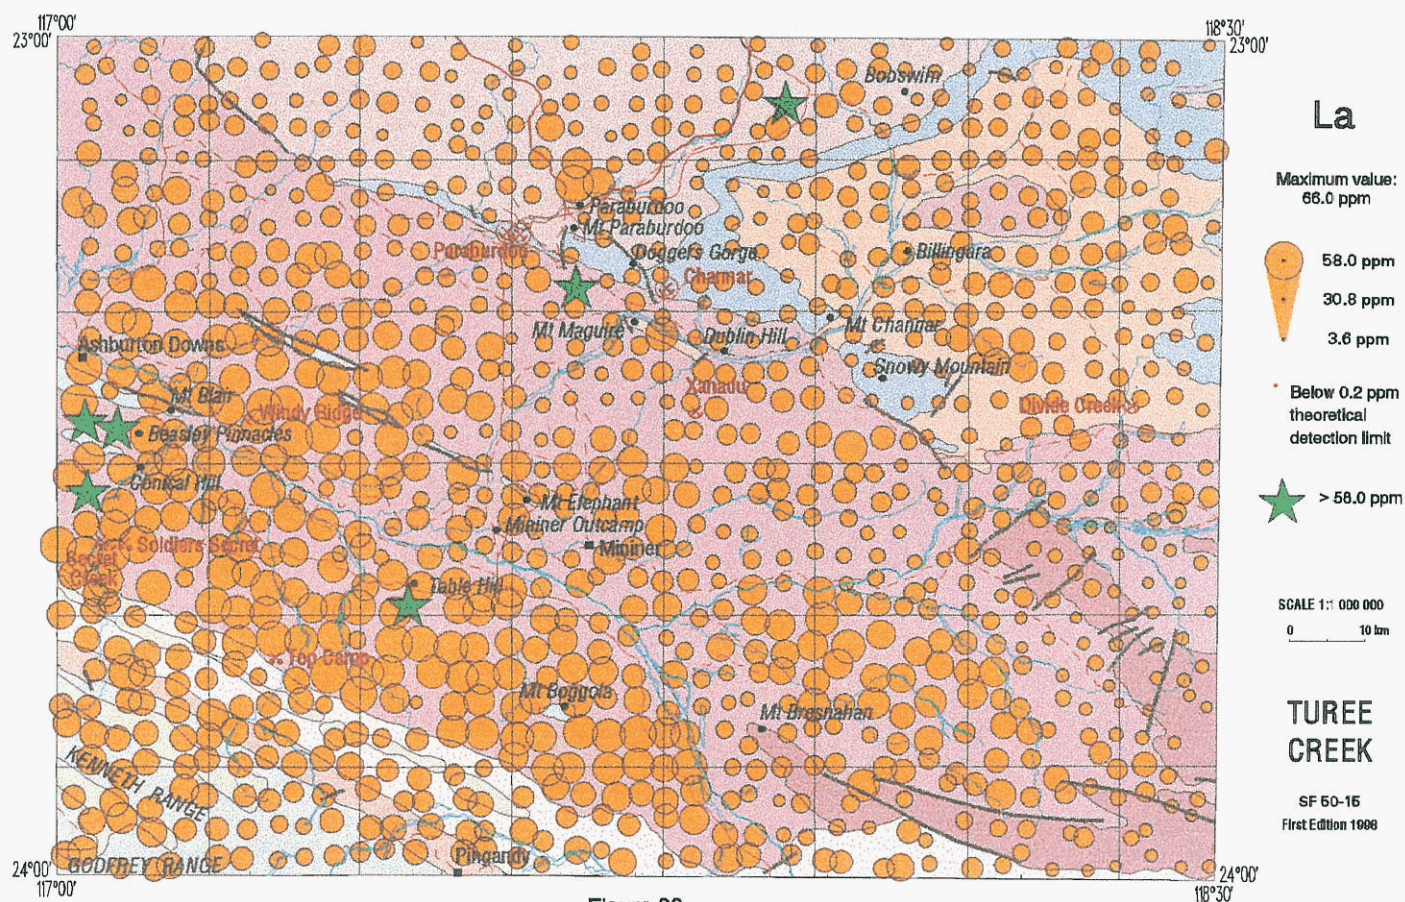 117°00'
118°30'
23°00'
23°00'
Bobswim
Paraburdoo
Mt Paraburdoo
Paraburdoo
Doggers Gorge
Billingara
Channar
Mt Maguire
Dublin Hill
Mt Channar
Ashburton Downs
Snowy Mountain
Xanadu
Mt Blair
Windy Ridge
Divide Creek
Beasley Pinnacles
Conical Hill
Mt Elephant
Mininer Outcamp
Soldiers Secret
Mininer
Secret
Creek
Table Hill
Top Camp
Mt Boggola
Mt Bresnahan
KENNETH RANGE
GODFREY RANGE
Pingandy
24°00'
24°00'
117°00'
118°30'
La
Maximum value:
66.0 ppm
58.0 ppm
30.8 ppm
3.6 ppm
Below 0.2 ppm
theoretical
detection limit
> 58.0 ppm
SCALE 1:1 000 000
0 10 km
TUREE
CREEK
SF 50-15
First Edition 1998